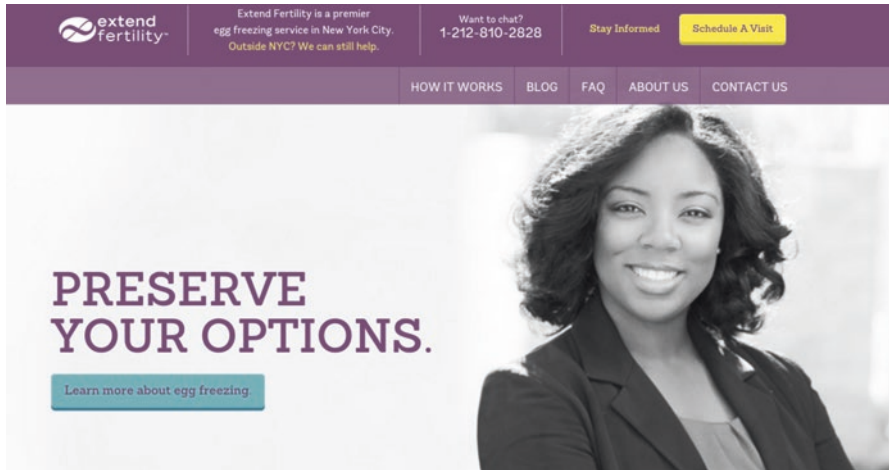 extend
fertility™
Extend Fertility is a premier
egg freezing service in New York City.
Outside NYC? We can still help.
Want to chat?
1-212-810-2828
Stay Informed
Schedule A Visit
HOW IT WORKS
BLOG
FAQ
ABOUT US
CONTACT US
PRESERVE
YOUR OPTIONS.
Learn more about egg freezing.